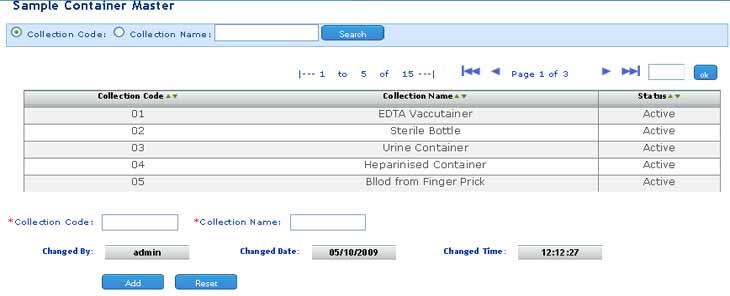 Sample Container Master
Collection Code: Collection Name: Search
|--- 1 to 5 of 15 ---| Page 1 of 3 ok
Collection Code Collection Name Status
01 EDTA Vaccutainer Active
02 Sterile Bottle Active
03 Urine Container Active
04 Heparinised Container Active
05 Bllod from Finger Prick Active
*Collection Code: *Collection Name:
Changed By: admin Changed Date: 05/10/2009 Changed Time: 12:12:27
Add Reset